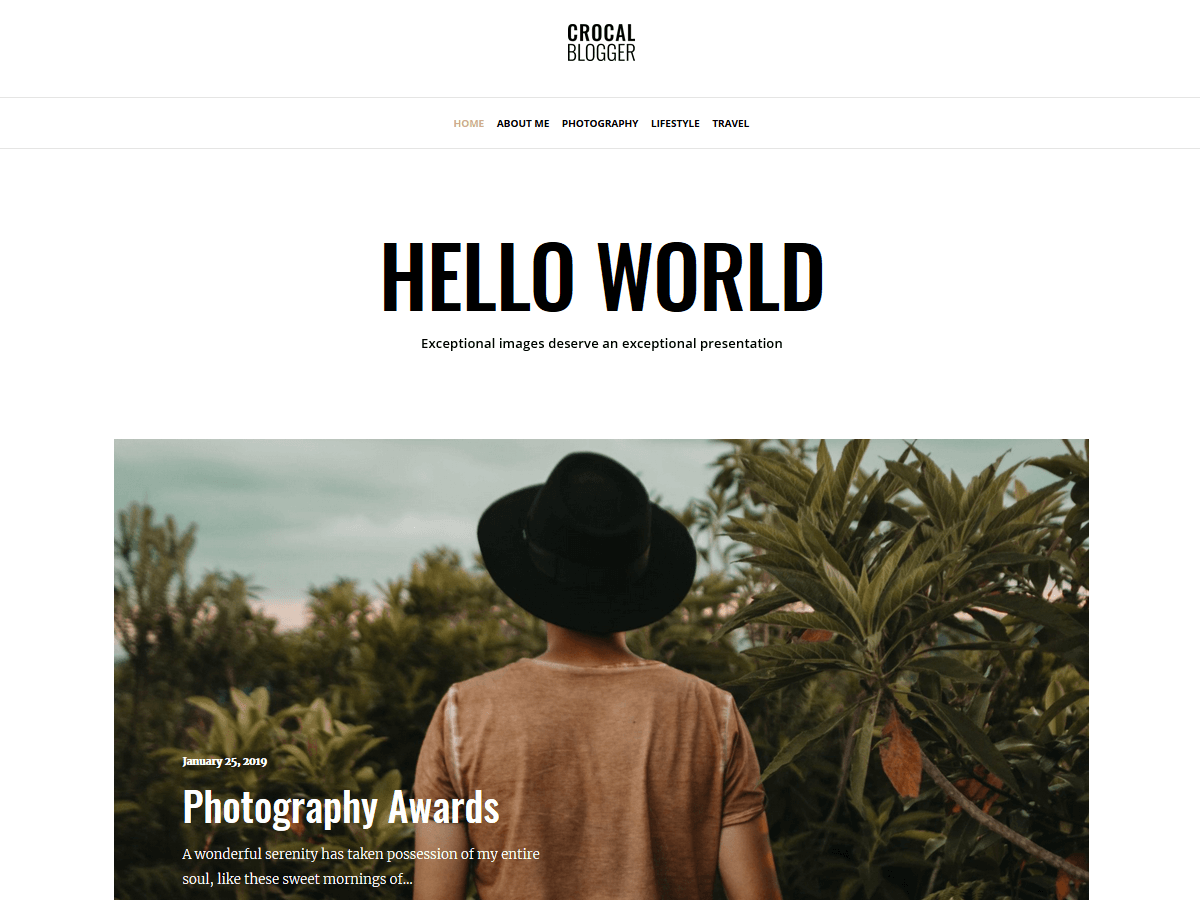 CROCAL
BLOGGER
HOME ABOUT ME PHOTOGRAPHY LIFESTYLE TRAVEL
HELLO WORLD
Exceptional images deserve an exceptional presentation
January 25, 2019
Photography Awards
A wonderful serenity has taken possession of my entire
soul, like these sweet mornings of...